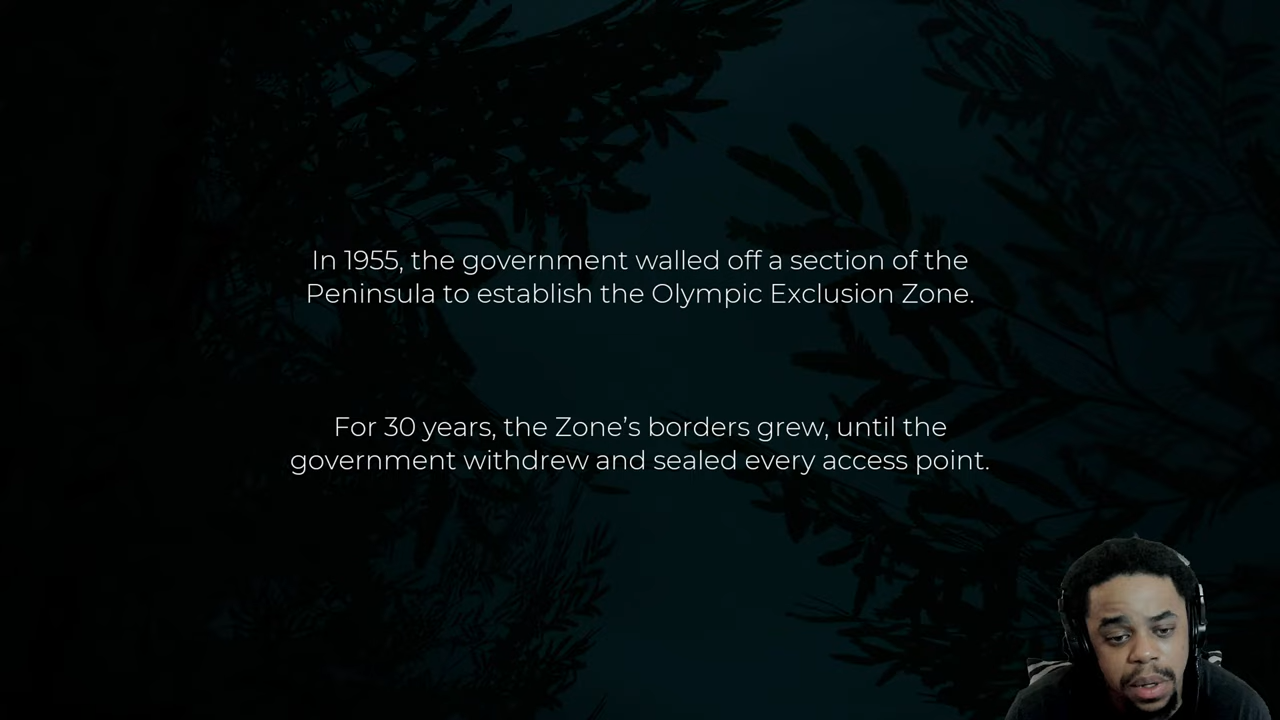 In 1955, the government walled off a section of the
Peninsula to establish the Olympic Exclusion Zone.
For 30 years, the Zone’s borders grew, until the
government withdrew and sealed every access point.